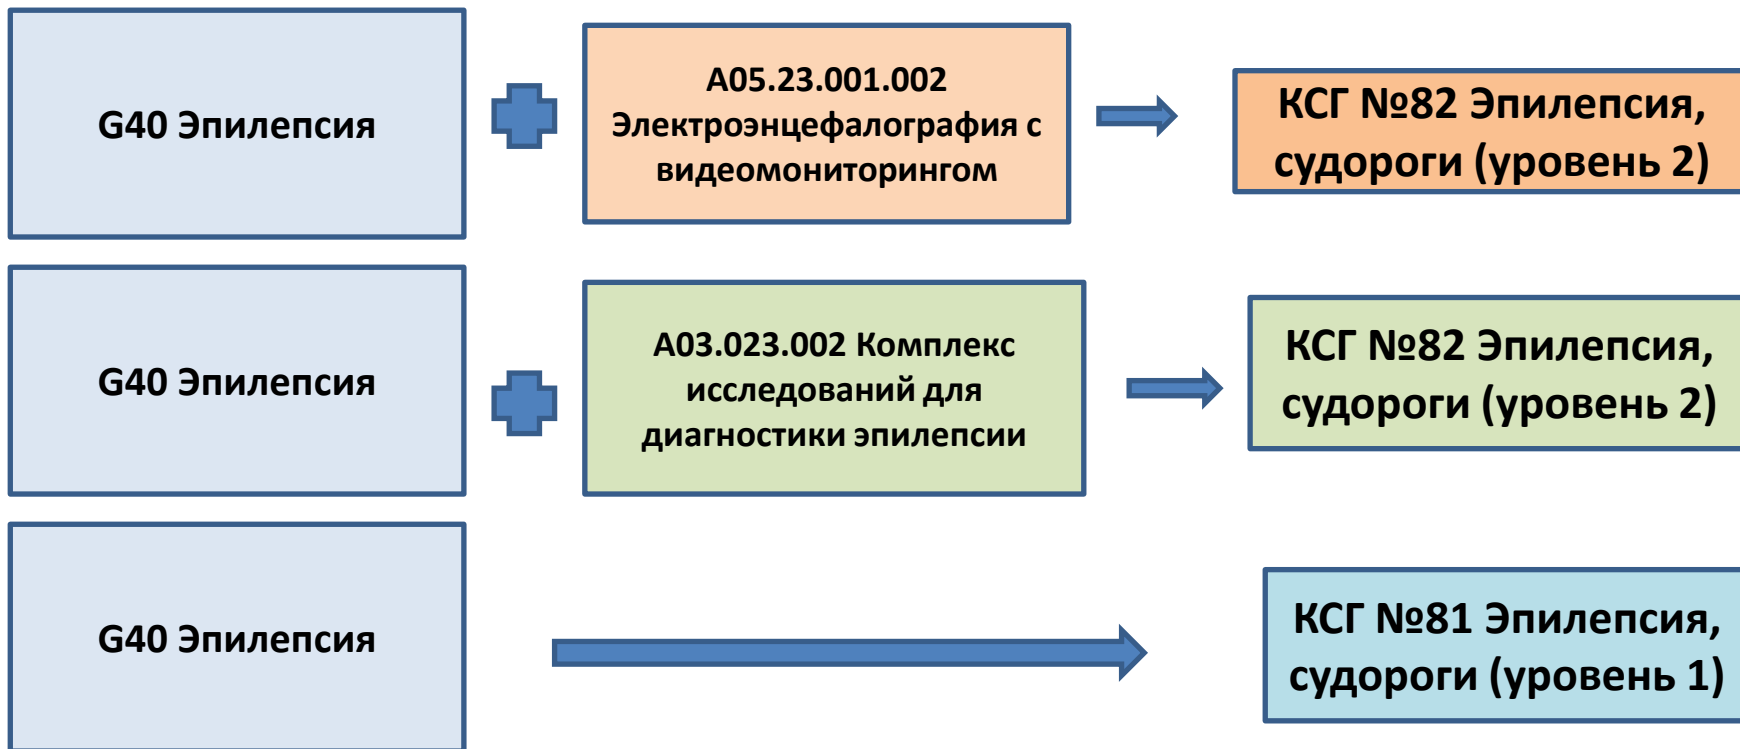 G40 Эпилепсия
A05.23.001.002
Электроэнцефалография с
видеомониторингом
КСГ №82 Эпилепсия,
судороги (уровень 2)
G40 Эпилепсия
A03.023.002 Комплекс
исследований для
диагностики эпилепсии
КСГ №82 Эпилепсия,
судороги (уровень 2)
G40 Эпилепсия
КСГ №81 Эпилепсия,
судороги (уровень 1)